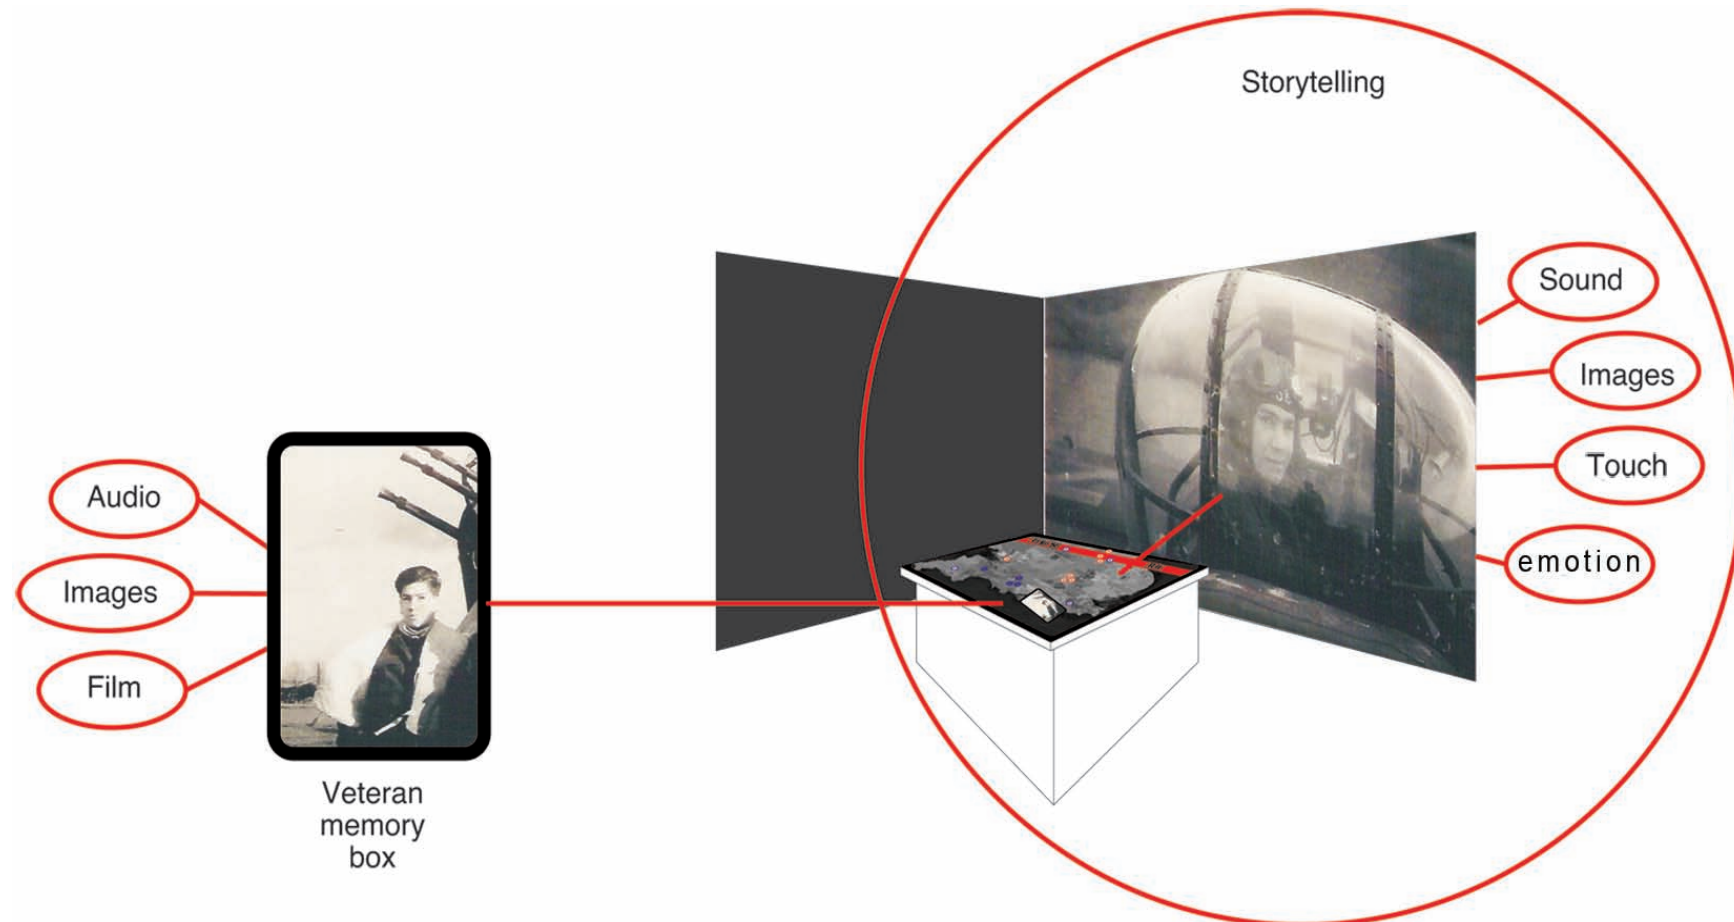 Storytelling
Sound
Images
Touch
emotion
Audio
Images
Film
Veteran
memory
box